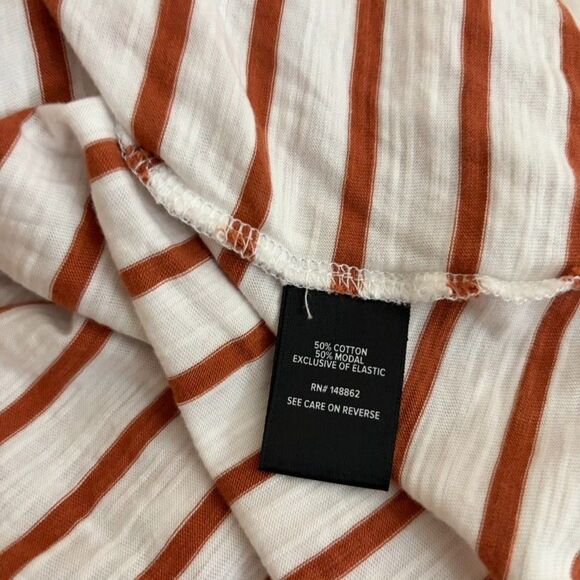 50% COTTON
50% MODAL
EXCLUSIVE OF ELASTIC
RN# 148862
SEE CARE ON REVERSE